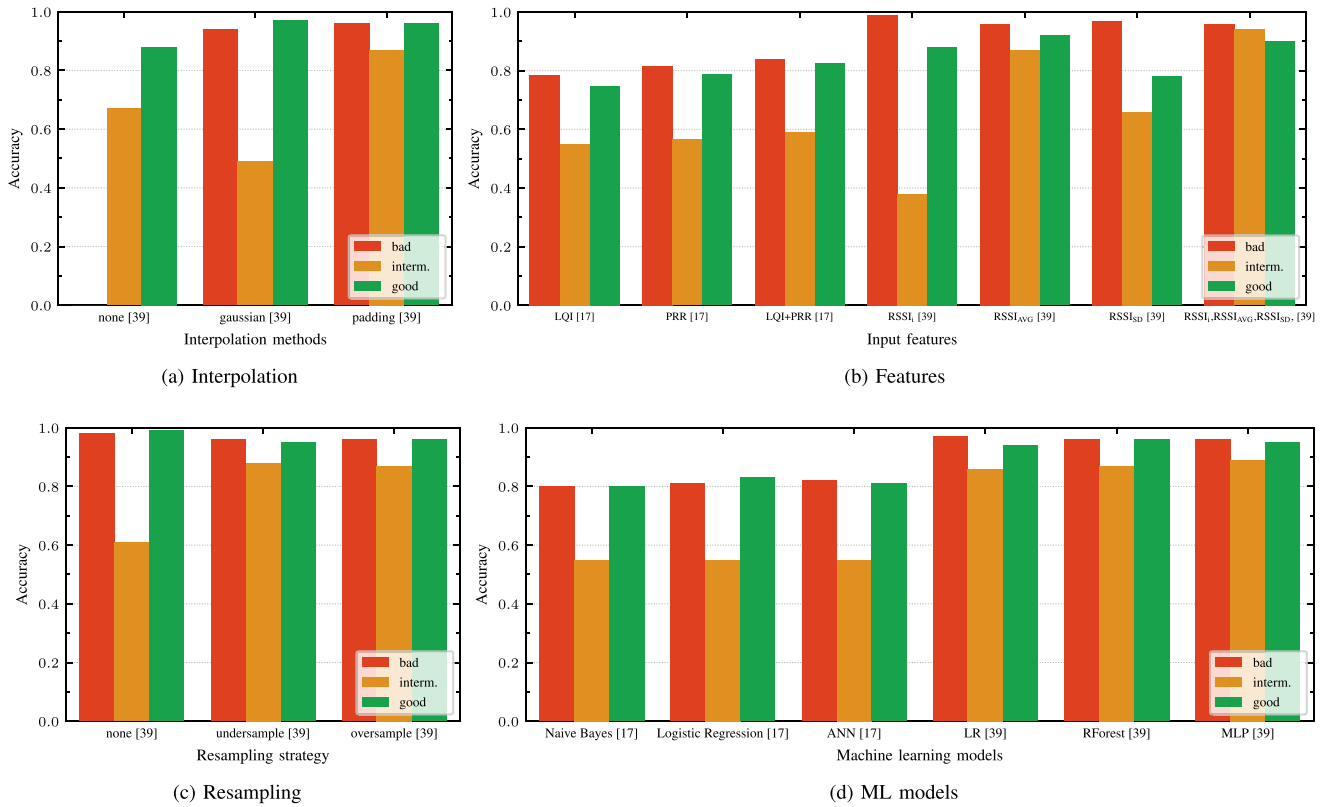 1.0
0.8
0.6
0.4
0.2
0.0
Accuracy
bad
interm.
good
none [39]
gaussian [39]
padding [39]
Interpolation methods
(a) Interpolation
1.0
0.8
0.6
0.4
0.2
0.0
Accuracy
bad
interm.
good
LQI [17]
PRR [17]
LQI+PRR [17]
RSSIi [39]
RSSIAVG [39]
RSSISD [39]
RSSIi,RSSIAVG,RSSISD, [39]
Input features
(b) Features
1.0
0.8
0.6
0.4
0.2
0.0
Accuracy
bad
interm.
good
none [39]
undersample [39]
oversample [39]
Resampling strategy
(c) Resampling
1.0
0.8
0.6
0.4
0.2
0.0
Accuracy
bad
interm.
good
Naive Bayes [17]
Logistic Regression [17]
ANN [17]
LR [39]
RForest [39]
MLP [39]
Machine learning models
(d) ML models